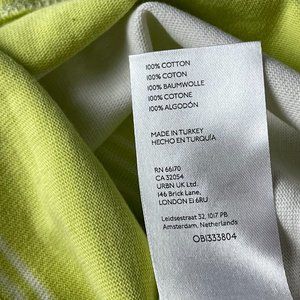 100% COTTON
100% COTON
100% BAUMWOLLE
100% COTONE
100% ALGODÓN
MADE IN TURKEY
HECHO EN TURQUÍA
RN 66170
CA 32054
URBN UK Ltd.
146 Brick Lane,
LONDON E1 6RU
Leidsestraat 32, 1017 PB
Amsterdam, Netherlands
OB1333804